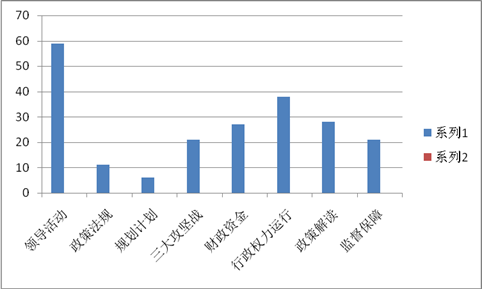 70
60
50
40
30
20
10
0
领导活动
政策法规
规划计划
三大攻坚战
财政资金
行政权力运行
政策解读
监督保障
系列1
系列2